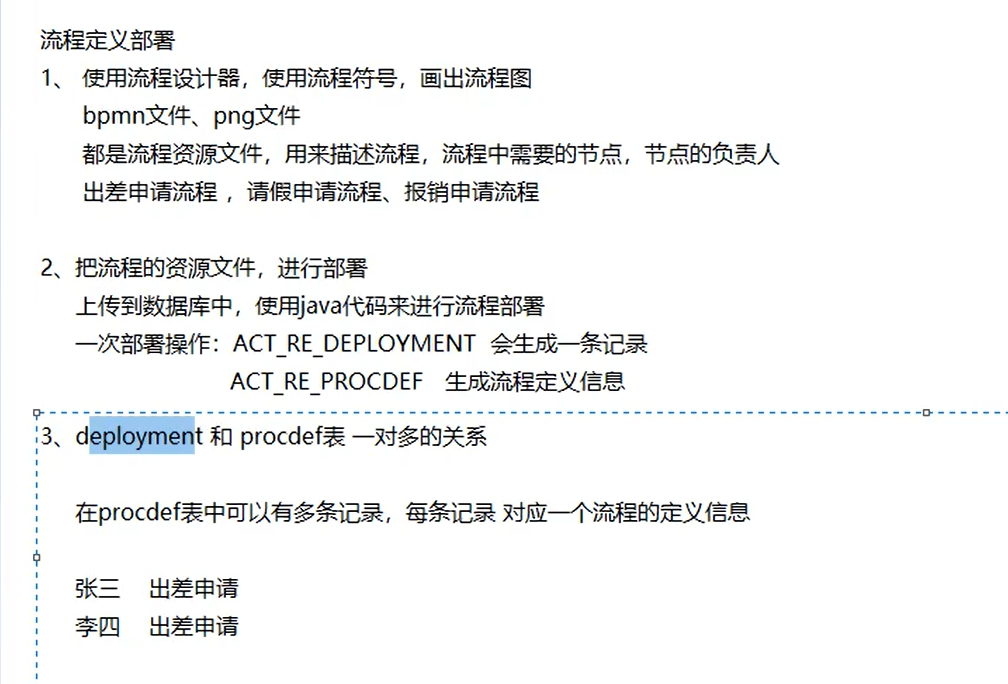 流程定义部署
1、 使用流程设计器，使用流程符号，画出流程图
bpmn文件、png文件
都是流程资源文件，用来描述流程，流程中需要的节点，节点的负责人
出差申请流程 ，请假申请流程、报销申请流程
2、把流程的资源文件，进行部署
上传到数据库中，使用java代码来进行流程部署
一次部署操作：ACT_RE_DEPLOYMENT 会生成一条记录
ACT_RE_PROCDEF 生成流程定义信息
3、deployment 和 procdef表 一对多的关系
在procdef表中可以有多条记录，每条记录 对应一个流程的定义信息
张三 出差申请
李四 出差申请